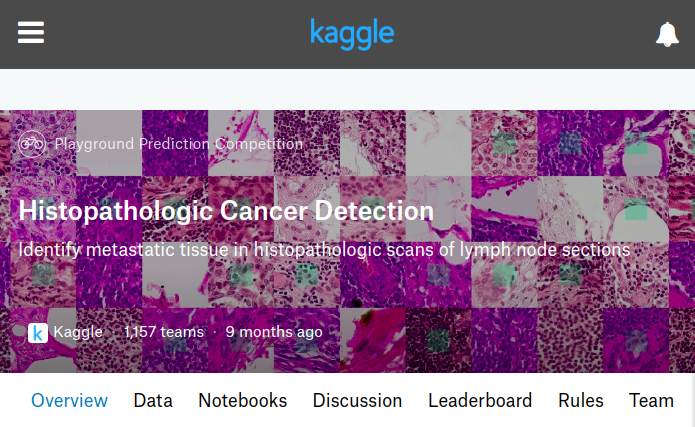 kaggle
Playground Prediction Competition
Histopathologic Cancer Detection
Identify metastatic tissue in histopathologic scans of lymph node sections
k Kaggle · 1,157 teams · 9 months ago
Overview Data Notebooks Discussion Leaderboard Rules Team